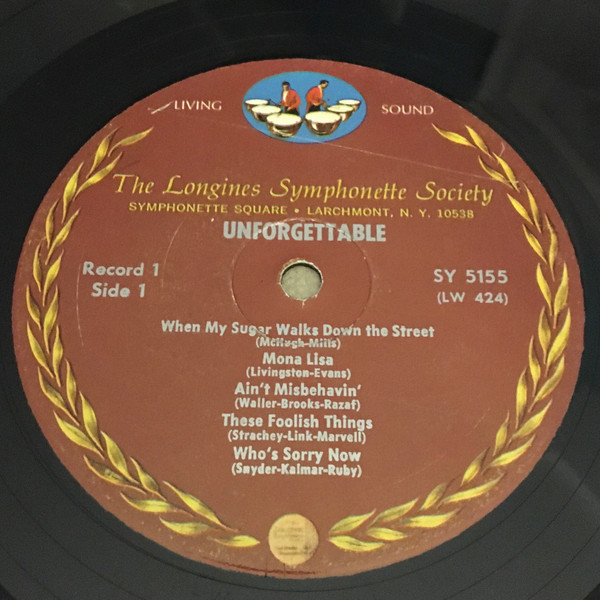 LIVING SOUND
The Longines Symphonette Society
SYMPHONETTE SQUARE • LARCHMONT, N. Y. 10538
UNFORGETTABLE
Record 1
Side 1
SY 5155
(LW 424)
When My Sugar Walks Down the Street
(McHugh-Mills)
Mona Lisa
(Livingston-Evans)
Ain't Misbehavin'
(Waller-Brooks-Razaf)
These Foolish Things
(Strachey-Link-Marvell)
Who's Sorry Now
(Snyder-Kalmar-Ruby)